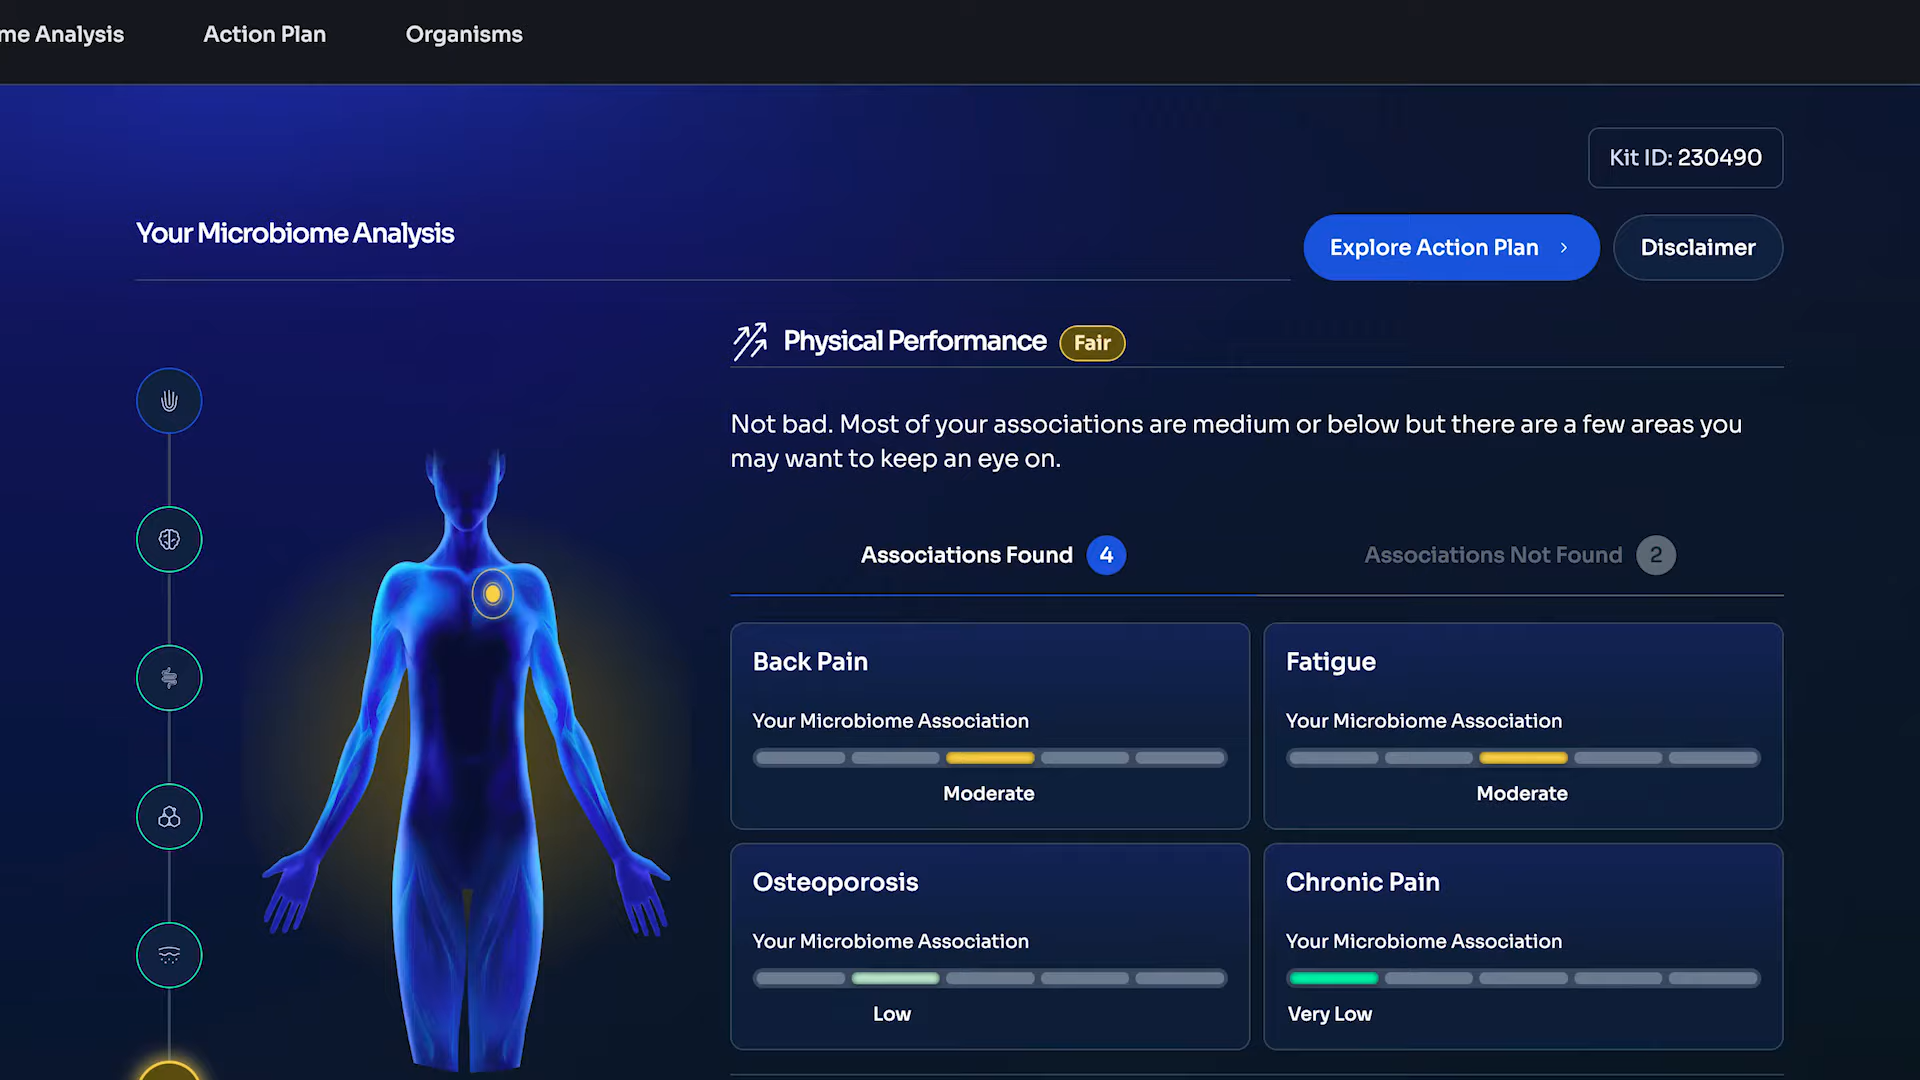 me Analysis
Action Plan
Organisms
Kit ID: 230490
Your Microbiome Analysis
Explore Action Plan
Disclaimer
Physical Performance
Fair
Not bad. Most of your associations are medium or below but there are a few areas you
may want to keep an eye on.
Associations Found 4
Associations Not Found 2
Back Pain
Your Microbiome Association
Moderate
Fatigue
Your Microbiome Association
Moderate
Osteoporosis
Your Microbiome Association
Low
Chronic Pain
Your Microbiome Association
Very Low